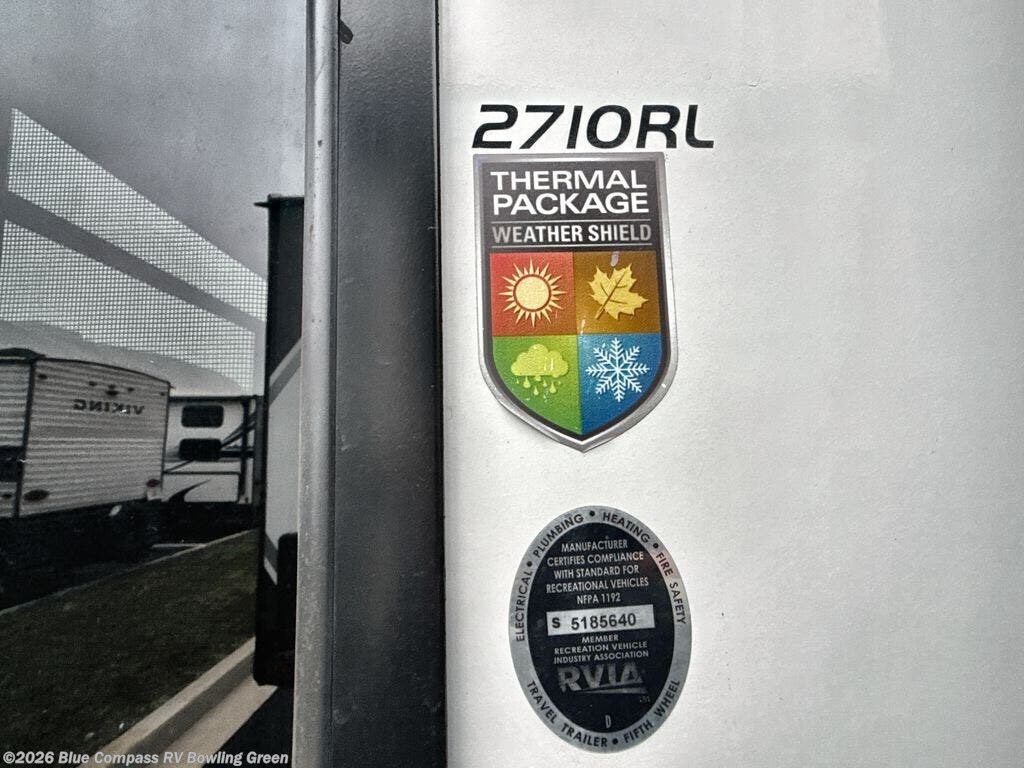 2710RL
THERMAL
PACKAGE
WEATHER SHIELD
VIKING
ELECTRICAL • PLUMBING • HEATING • FIRE SAFETY
MANUFACTURER
CERTIFIES COMPLIANCE
WITH STANDARD FOR
RECREATIONAL VEHICLES
NFPA 1192
S 5185640
MEMBER
RECREATION VEHICLE
INDUSTRY ASSOCIATION
RVIA
D
TRAVEL TRAILER • FIFTH WHEEL
©2026 Blue Compass RV Bowling Green